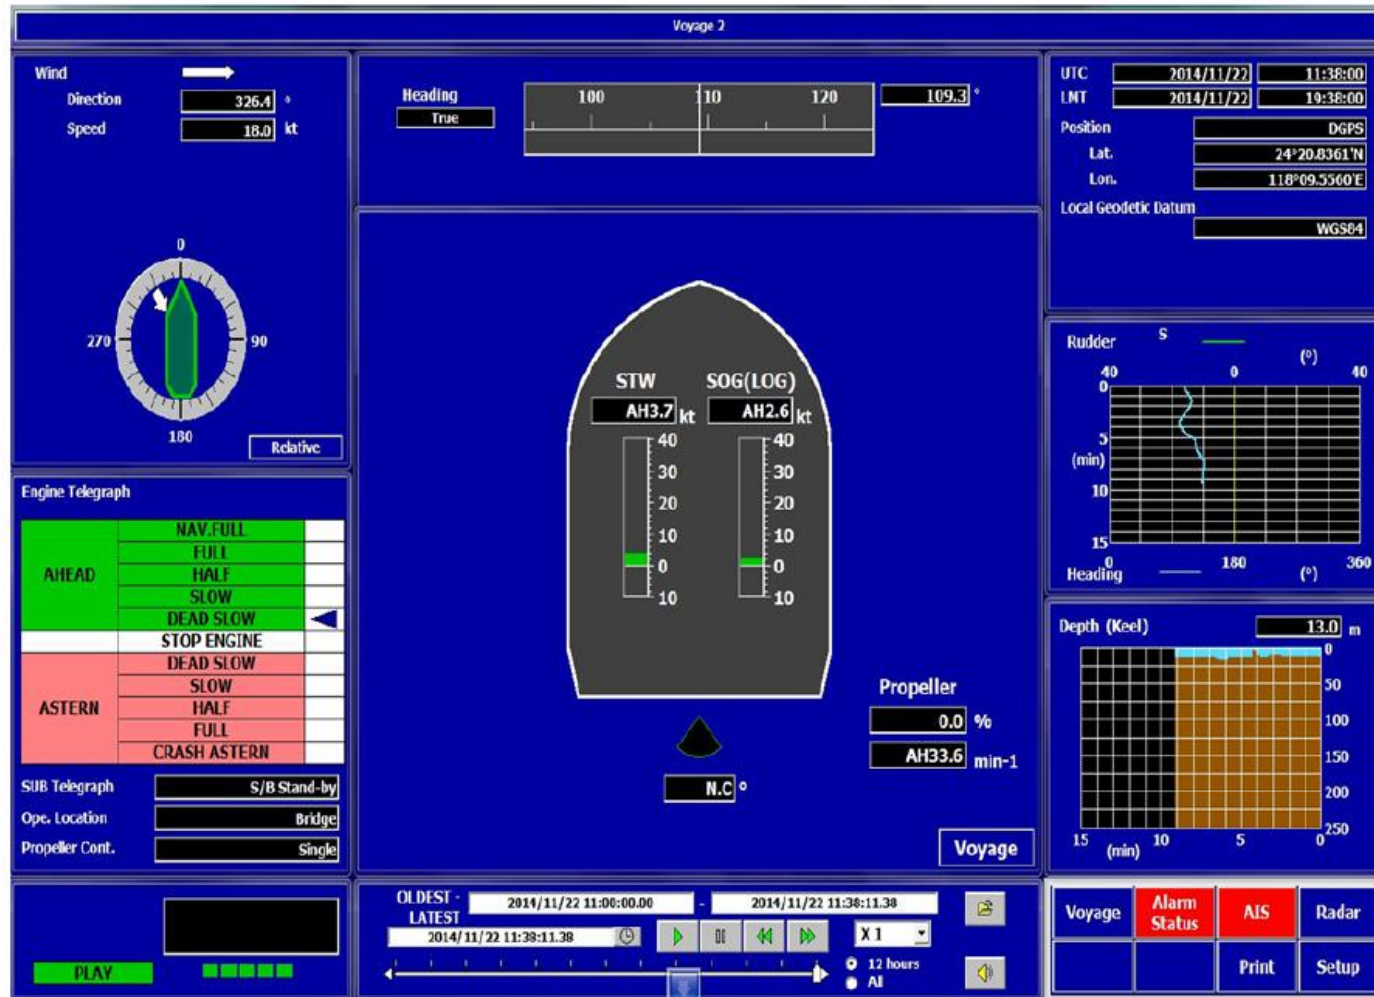 Voyage 2
Wind
Direction 326.4 °
Speed 18.0 kt
0
270 90
180
Relative
Heading
True
100 110 120
109.3 °
UTC 2014/11/22 11:38:00
LMT 2014/11/22 19:38:00
Position DGPS
Lat. 24°20.8361'N
Lon. 118°09.5560'E
Local Geodetic Datum
WGS84
Engine Telegraph
AHEAD
NAV.FULL
FULL
HALF
SLOW
DEAD SLOW
STOP ENGINE
ASTERN
DEAD SLOW
SLOW
HALF
FULL
CRASH ASTERN
SUB Telegraph S/B Stand-by
Ope. Location Bridge
Propeller Cont. Single
STW SOG(LOG)
AH3.7 kt AH2.6 kt
40 40
30 30
20 20
10 10
0 0
10 10
Propeller
0.0 %
AH33.6 min-1
N.C °
Voyage
Rudder S (°)
40 0 40
0
5
(min)
10
15
0 180 360
Heading (°)
Depth (Keel) 13.0 m
0
50
100
150
200
250
15 10 5 0
(min)
PLAY
OLDEST - LATEST
2014/11/22 11:00:00.00 - 2014/11/22 11:38:11.38
2014/11/22 11:38:11.38
X 1
12 hours
All
Voyage
Alarm Status
AIS
Radar
Print
Setup